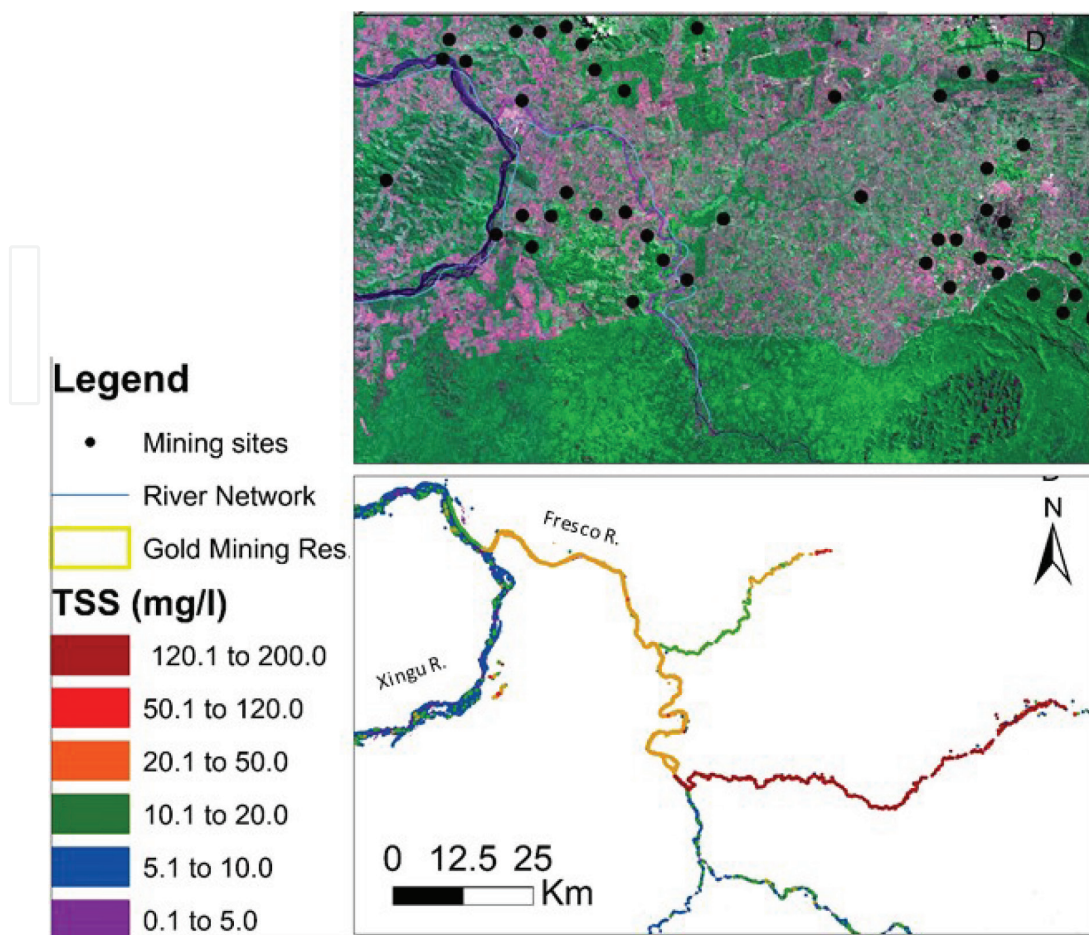 D
Legend
Mining sites
River Network
Gold Mining Res.
TSS (mg/l)
120.1 to 200.0
50.1 to 120.0
20.1 to 50.0
10.1 to 20.0
5.1 to 10.0
0.1 to 5.0
Fresco R.
Xingu R.
N
0 12.5 25
Km